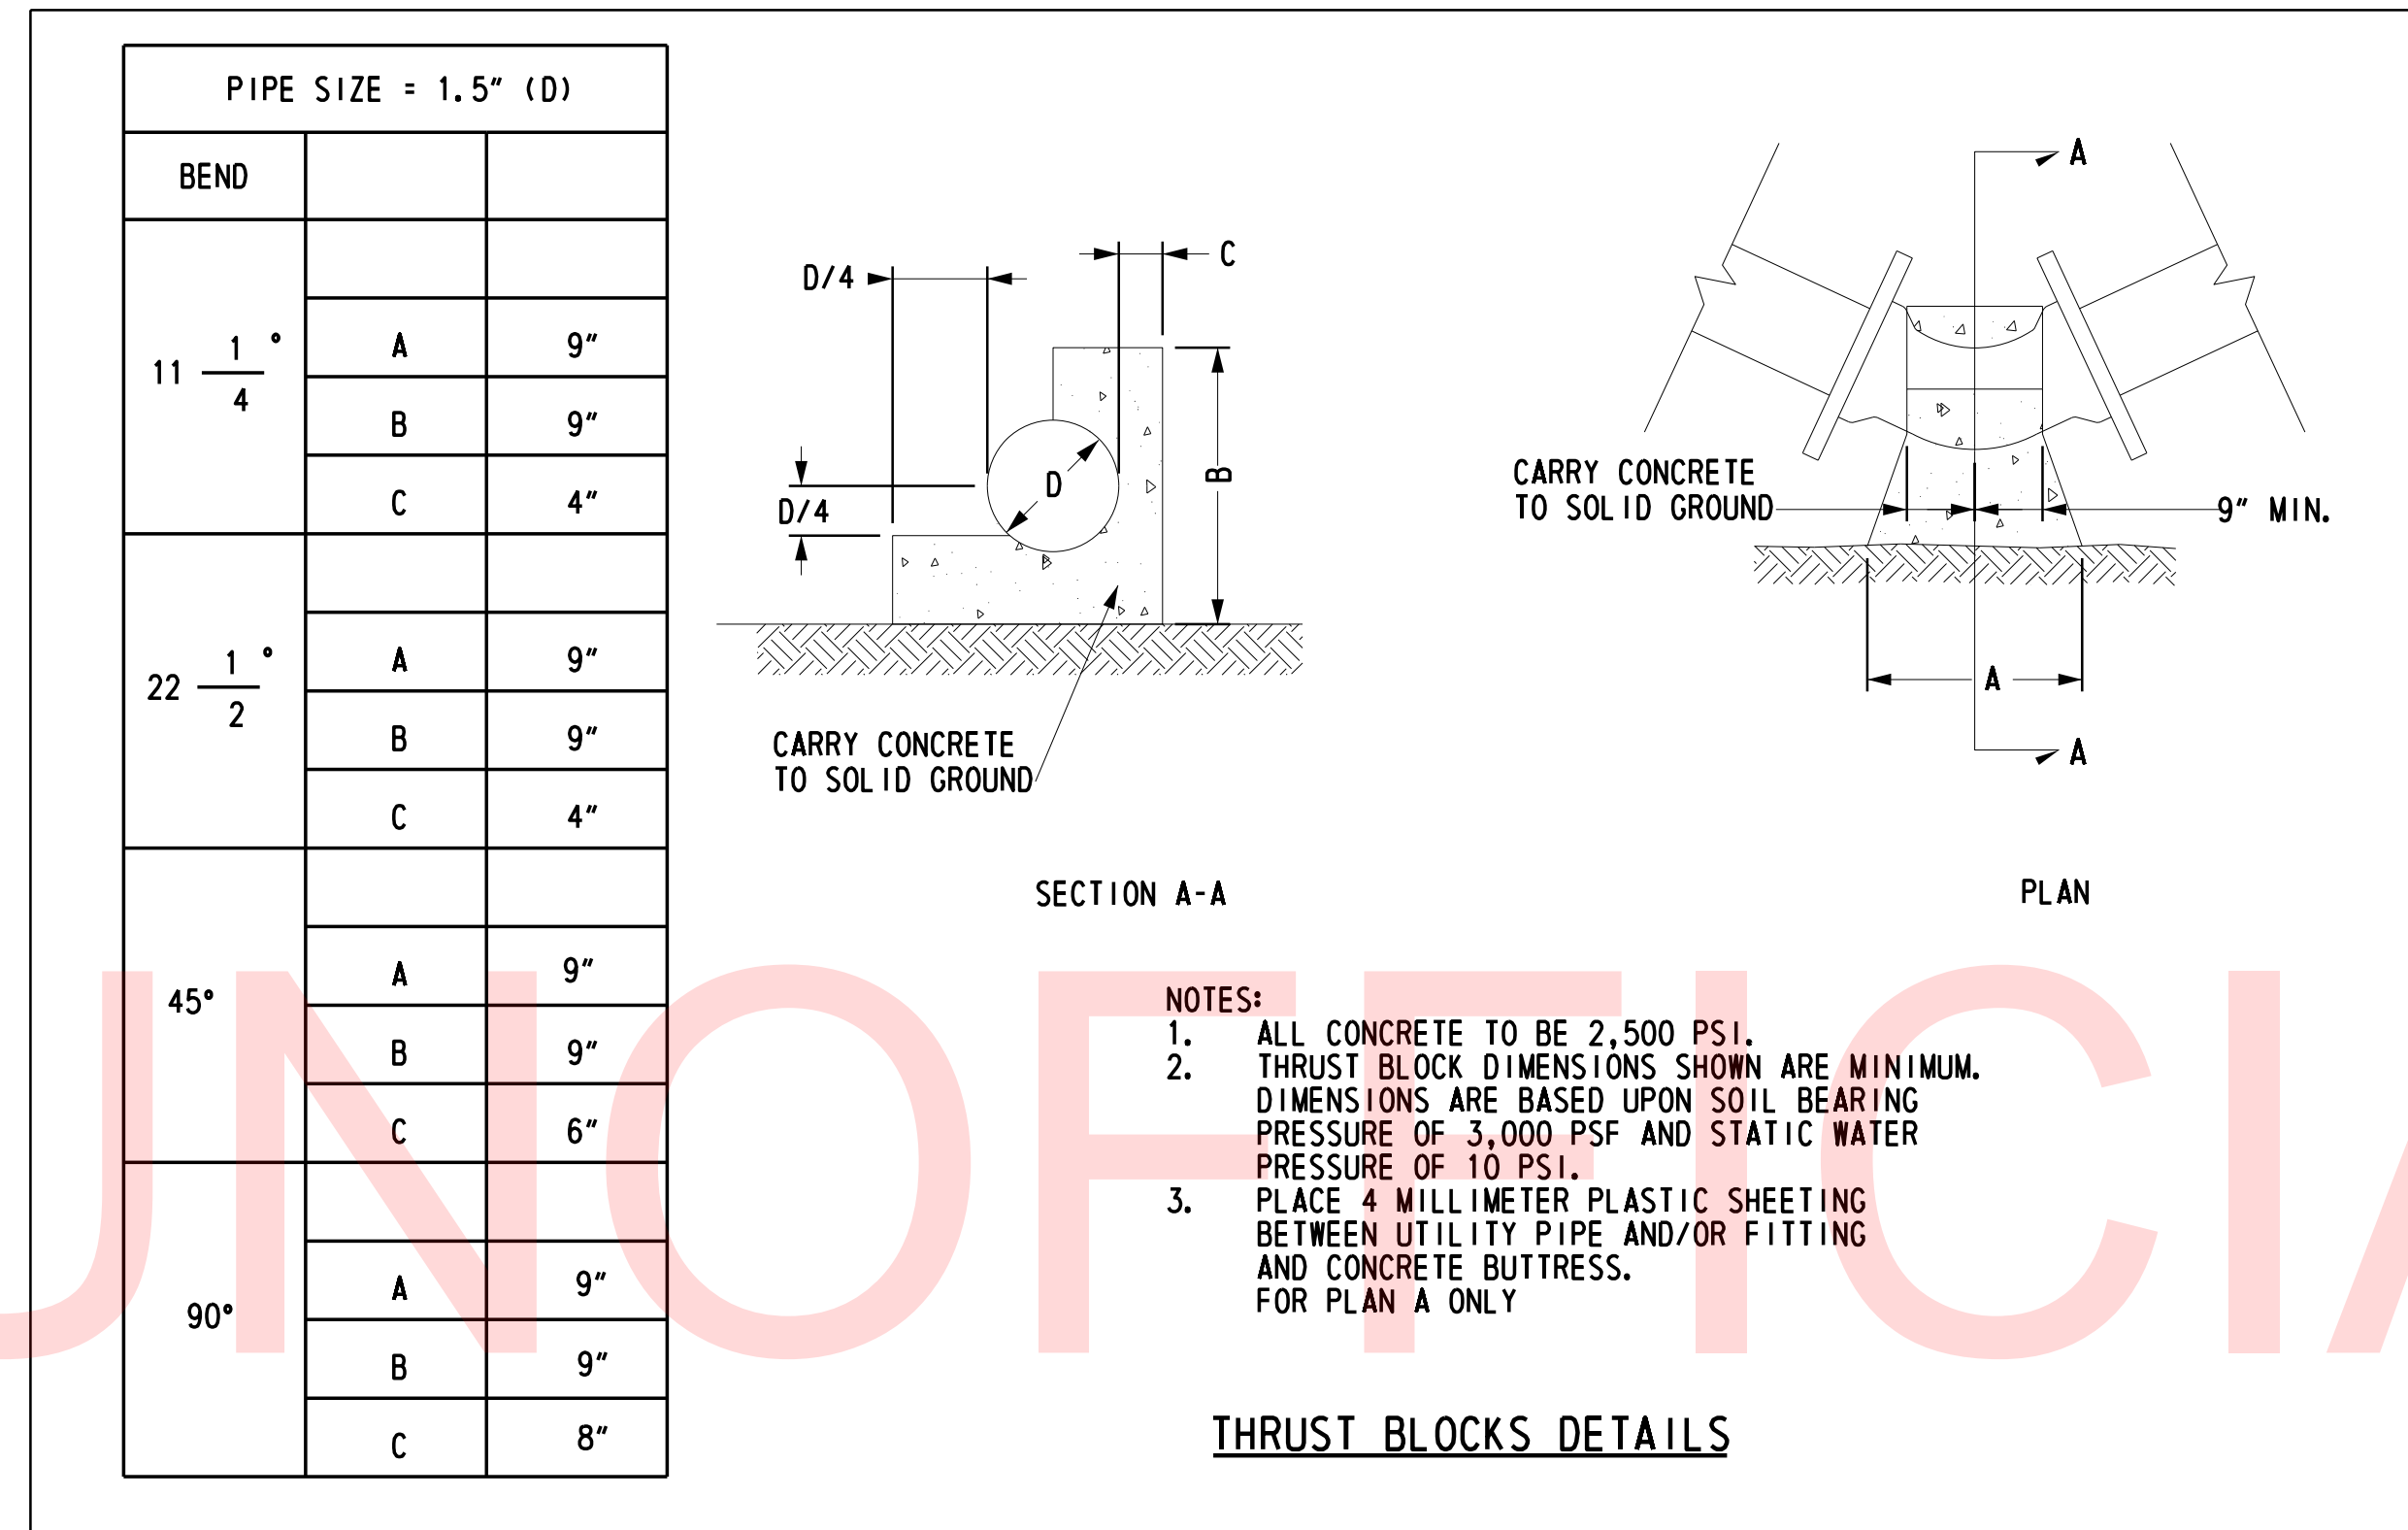 PIPE SIZE = 1.5" (D)
BEND
11 1/4 °
A 9"
B 9"
C 4"
22 1/2 °
A 9"
B 9"
C 4"
45°
A 9"
B 9"
C 6"
90°
A 9"
B 9"
C 8"
D/4
C
D/4
D
B
CARRY CONCRETE
TO SOLID GROUND
SECTION A-A
A
CARRY CONCRETE
TO SOLID GROUND
9" MIN.
A
A
PLAN
NOTES:
1. ALL CONCRETE TO BE 2,500 PSI.
2. THRUST BLOCK DIMENSIONS SHOWN ARE MINIMUM.
DIMENSIONS ARE BASED UPON SOIL BEARING
PRESSURE OF 3,000 PSF AND STATIC WATER
PRESSURE OF 10 PSI.
3. PLACE 4 MILLIMETER PLASTIC SHEETING
BETWEEN UTILITY PIPE AND/OR FITTING
AND CONCRETE BUTTRESS.
FOR PLAN A ONLY
THRUST BLOCKS DETAILS
UNOFFICIA